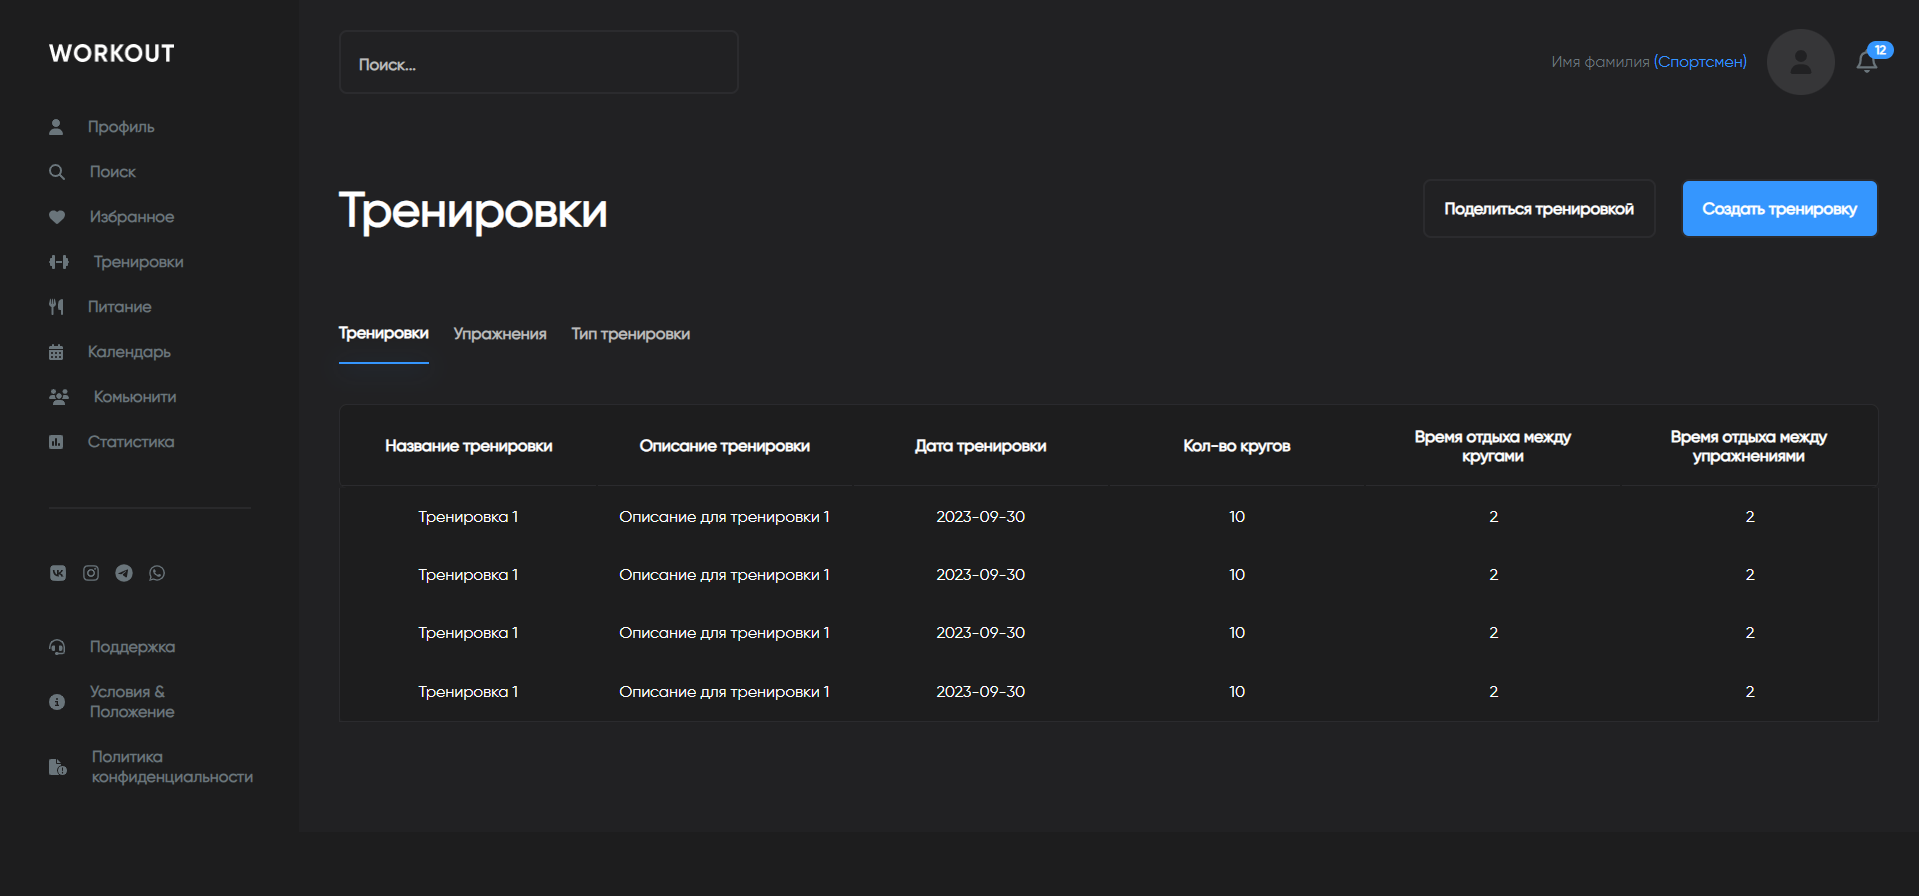 WORKOUT
Профиль
Поиск
Избранное
Тренировки
Питание
Календарь
Комьюнити
Статистика
Поддержка
Условия &
Положение
Политика
конфиденциальности
Поиск...
Имя фамилия (Спортсмен)
12
Тренировки
Поделиться тренировкой
Создать тренировку
Тренировки Упражнения Тип тренировки
Название тренировки Описание тренировки Дата тренировки Кол-во кругов Время отдыха между кругами Время отдыха между упражнениями
Тренировка 1 Описание для тренировки 1 2023-09-30 10 2 2
Тренировка 1 Описание для тренировки 1 2023-09-30 10 2 2
Тренировка 1 Описание для тренировки 1 2023-09-30 10 2 2
Тренировка 1 Описание для тренировки 1 2023-09-30 10 2 2